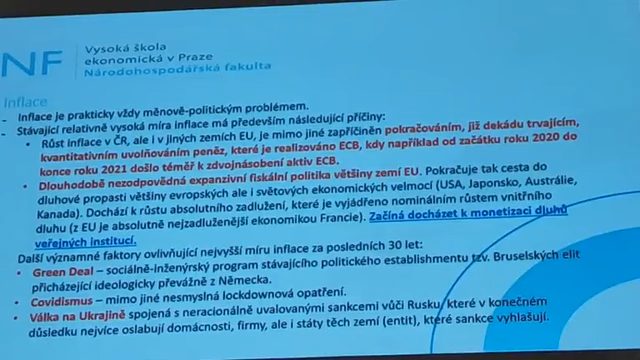 NF
Vysoká škola
ekonomická v Praze
Národohospodářská fakulta
Inflace
- Inflace je prakticky vždy měnově-politickým problémem.
- Stávající relativně vysoká míra inflace má především následující příčiny:
• Růst inflace v ČR, ale i v jiných zemích EU, je mimo jiné zapříčiněn pokračováním, již dekádu trvajícím,
kvantitativním uvolňováním peněz, které je realizováno ECB, kdy například od začátku roku 2020 do
konce roku 2021 došlo téměř k zdvojnásobení aktiv ECB.
• Dlouhodobě nezodpovědná expanzivní fiskální politika většiny zemí EU. Pokračuje tak cesta do
dluhové propasti většiny evropských ale i světových ekonomických velmocí (USA, Japonsko, Austrálie,
Kanada). Dochází k růstu absolutního zadlužení, které je vyjádřeno nominálním růstem vnitřního
dluhu (z EU je absolutně nejzadluženější ekonomikou Francie). Začíná docházet k monetizaci dluhů
veřejných institucí.
Další významné faktory ovlivňující nejvyšší míru inflace za posledních 30 let:
• Green Deal – sociálně-inženýrský program stávajícího politického establishmentu tzv. Bruselských elit
přicházející ideologicky převážně z Německa.
• Covidismus – mimo jiné nesmyslná lockdownová opatření.
• Válka na Ukrajině spojená s neracionálně uvalovanými sankcemi vůči Rusku, které v konečném
důsledku nejvíce oslabují domácnosti, firmy, ale i státy těch zemí (entit), které sankce vyhlašují.